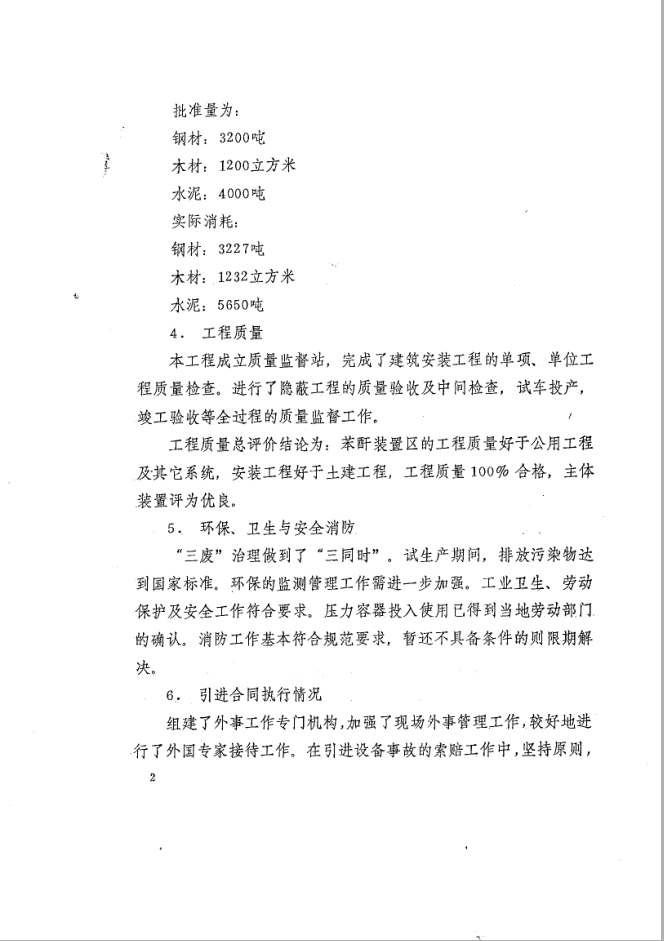 批准量为：
钢材：3200吨
木材：1200立方米
水泥：4000吨
实际消耗：
钢材：3227吨
木材：1232立方米
水泥：5650吨
4．工程质量
本工程成立质量监督站，完成了建筑安装工程的单项、单位工
程质量检查。进行了隐蔽工程的质量验收及中间检查，试车投产，
竣工验收等全过程的质量监督工作。
工程质量总评价结论为：苯酐装置区的工程质量好于公用工程
及其它系统，安装工程好于土建工程，工程质量100%合格，主体
装置评为优良。
5．环保、卫生与安全消防
“三废”治理做到了“三同时”。试生产期间，排放污染物达
到国家标准。环保的监测管理工作需进一步加强。工业卫生、劳动
保护及安全工作符合要求。压力容器投入使用已得到当地劳动部门
的确认。消防工作基本符合规范要求，暂还不具备条件的则限期解
决。
6．引进合同执行情况
组建了外事工作专门机构，加强了现场外事管理工作，较好地进
行了外国专家接待工作。在引进设备事故的索赔工作中，坚持原则，
2